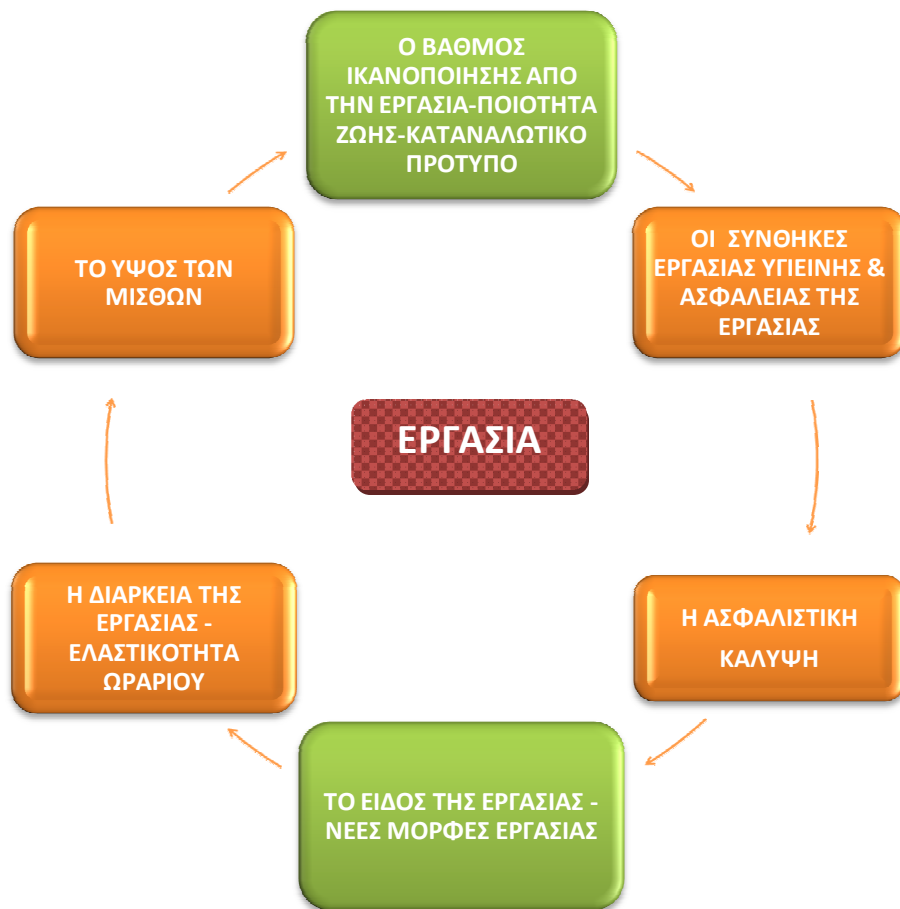 Ο ΒΑΘΜΟΣ
ΙΚΑΝΟΠΟΙΗΣΗΣ ΑΠΟ
ΤΗΝ ΕΡΓΑΣΙΑ-ΠΟΙΟΤΗΤΑ
ΖΩΗΣ-ΚΑΤΑΝΑΛΩΤΙΚΟ
ΠΡΟΤΥΠΟ
ΟΙ ΣΥΝΘΗΚΕΣ
ΕΡΓΑΣΙΑΣ ΥΓΙΕΙΝΗΣ &
ΑΣΦΑΛΕΙΑΣ ΤΗΣ
ΕΡΓΑΣΙΑΣ
Η ΑΣΦΑΛΙΣΤΙΚΗ
ΚΑΛΥΨΗ
ΤΟ ΕΙΔΟΣ ΤΗΣ ΕΡΓΑΣΙΑΣ -
ΝΕΕΣ ΜΟΡΦΕΣ ΕΡΓΑΣΙΑΣ
Η ΔΙΑΡΚΕΙΑ ΤΗΣ
ΕΡΓΑΣΙΑΣ -
ΕΛΑΣΤΙΚΟΤΗΤΑ
ΩΡΑΡΙΟΥ
ΤΟ ΥΨΟΣ ΤΩΝ
ΜΙΣΘΩΝ
ΕΡΓΑΣΙΑ